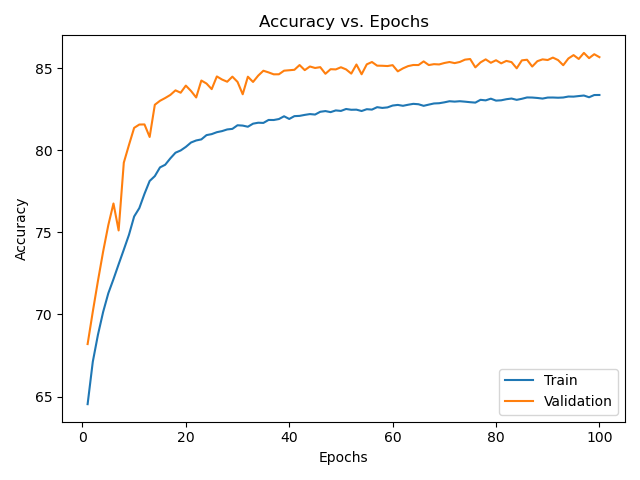 Accuracy vs. Epochs
Accuracy
85
80
75
70
65
0 20 40 60 80 100
Epochs
Train
Validation